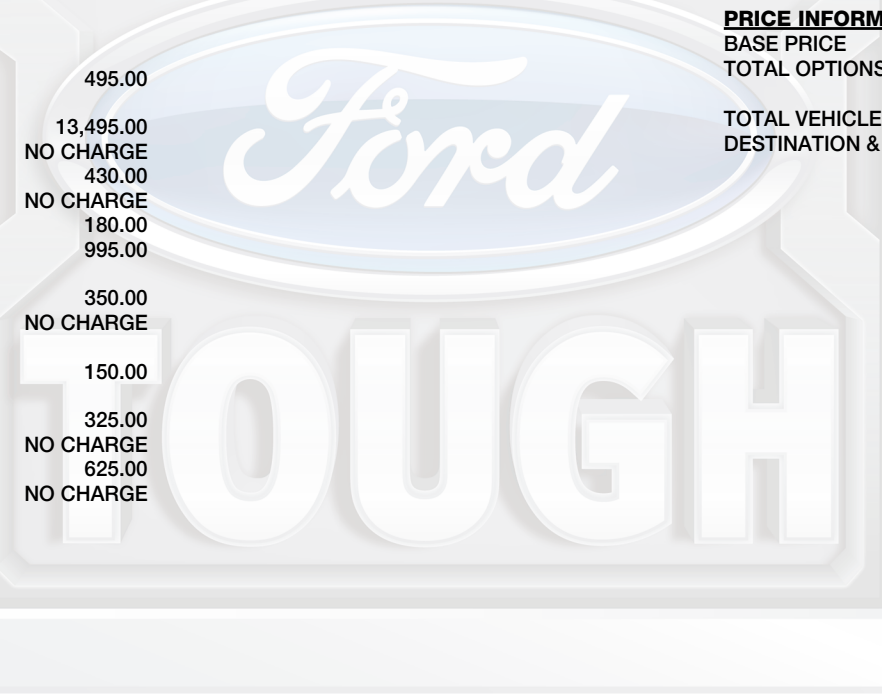 495.00
13,495.00
NO CHARGE
430.00
NO CHARGE
180.00
995.00
350.00
NO CHARGE
150.00
325.00
NO CHARGE
625.00
NO CHARGE
PRICE INFORM
BASE PRICE
TOTAL OPTIONS
TOTAL VEHICLE
DESTINATION &
Ford
TOUGH